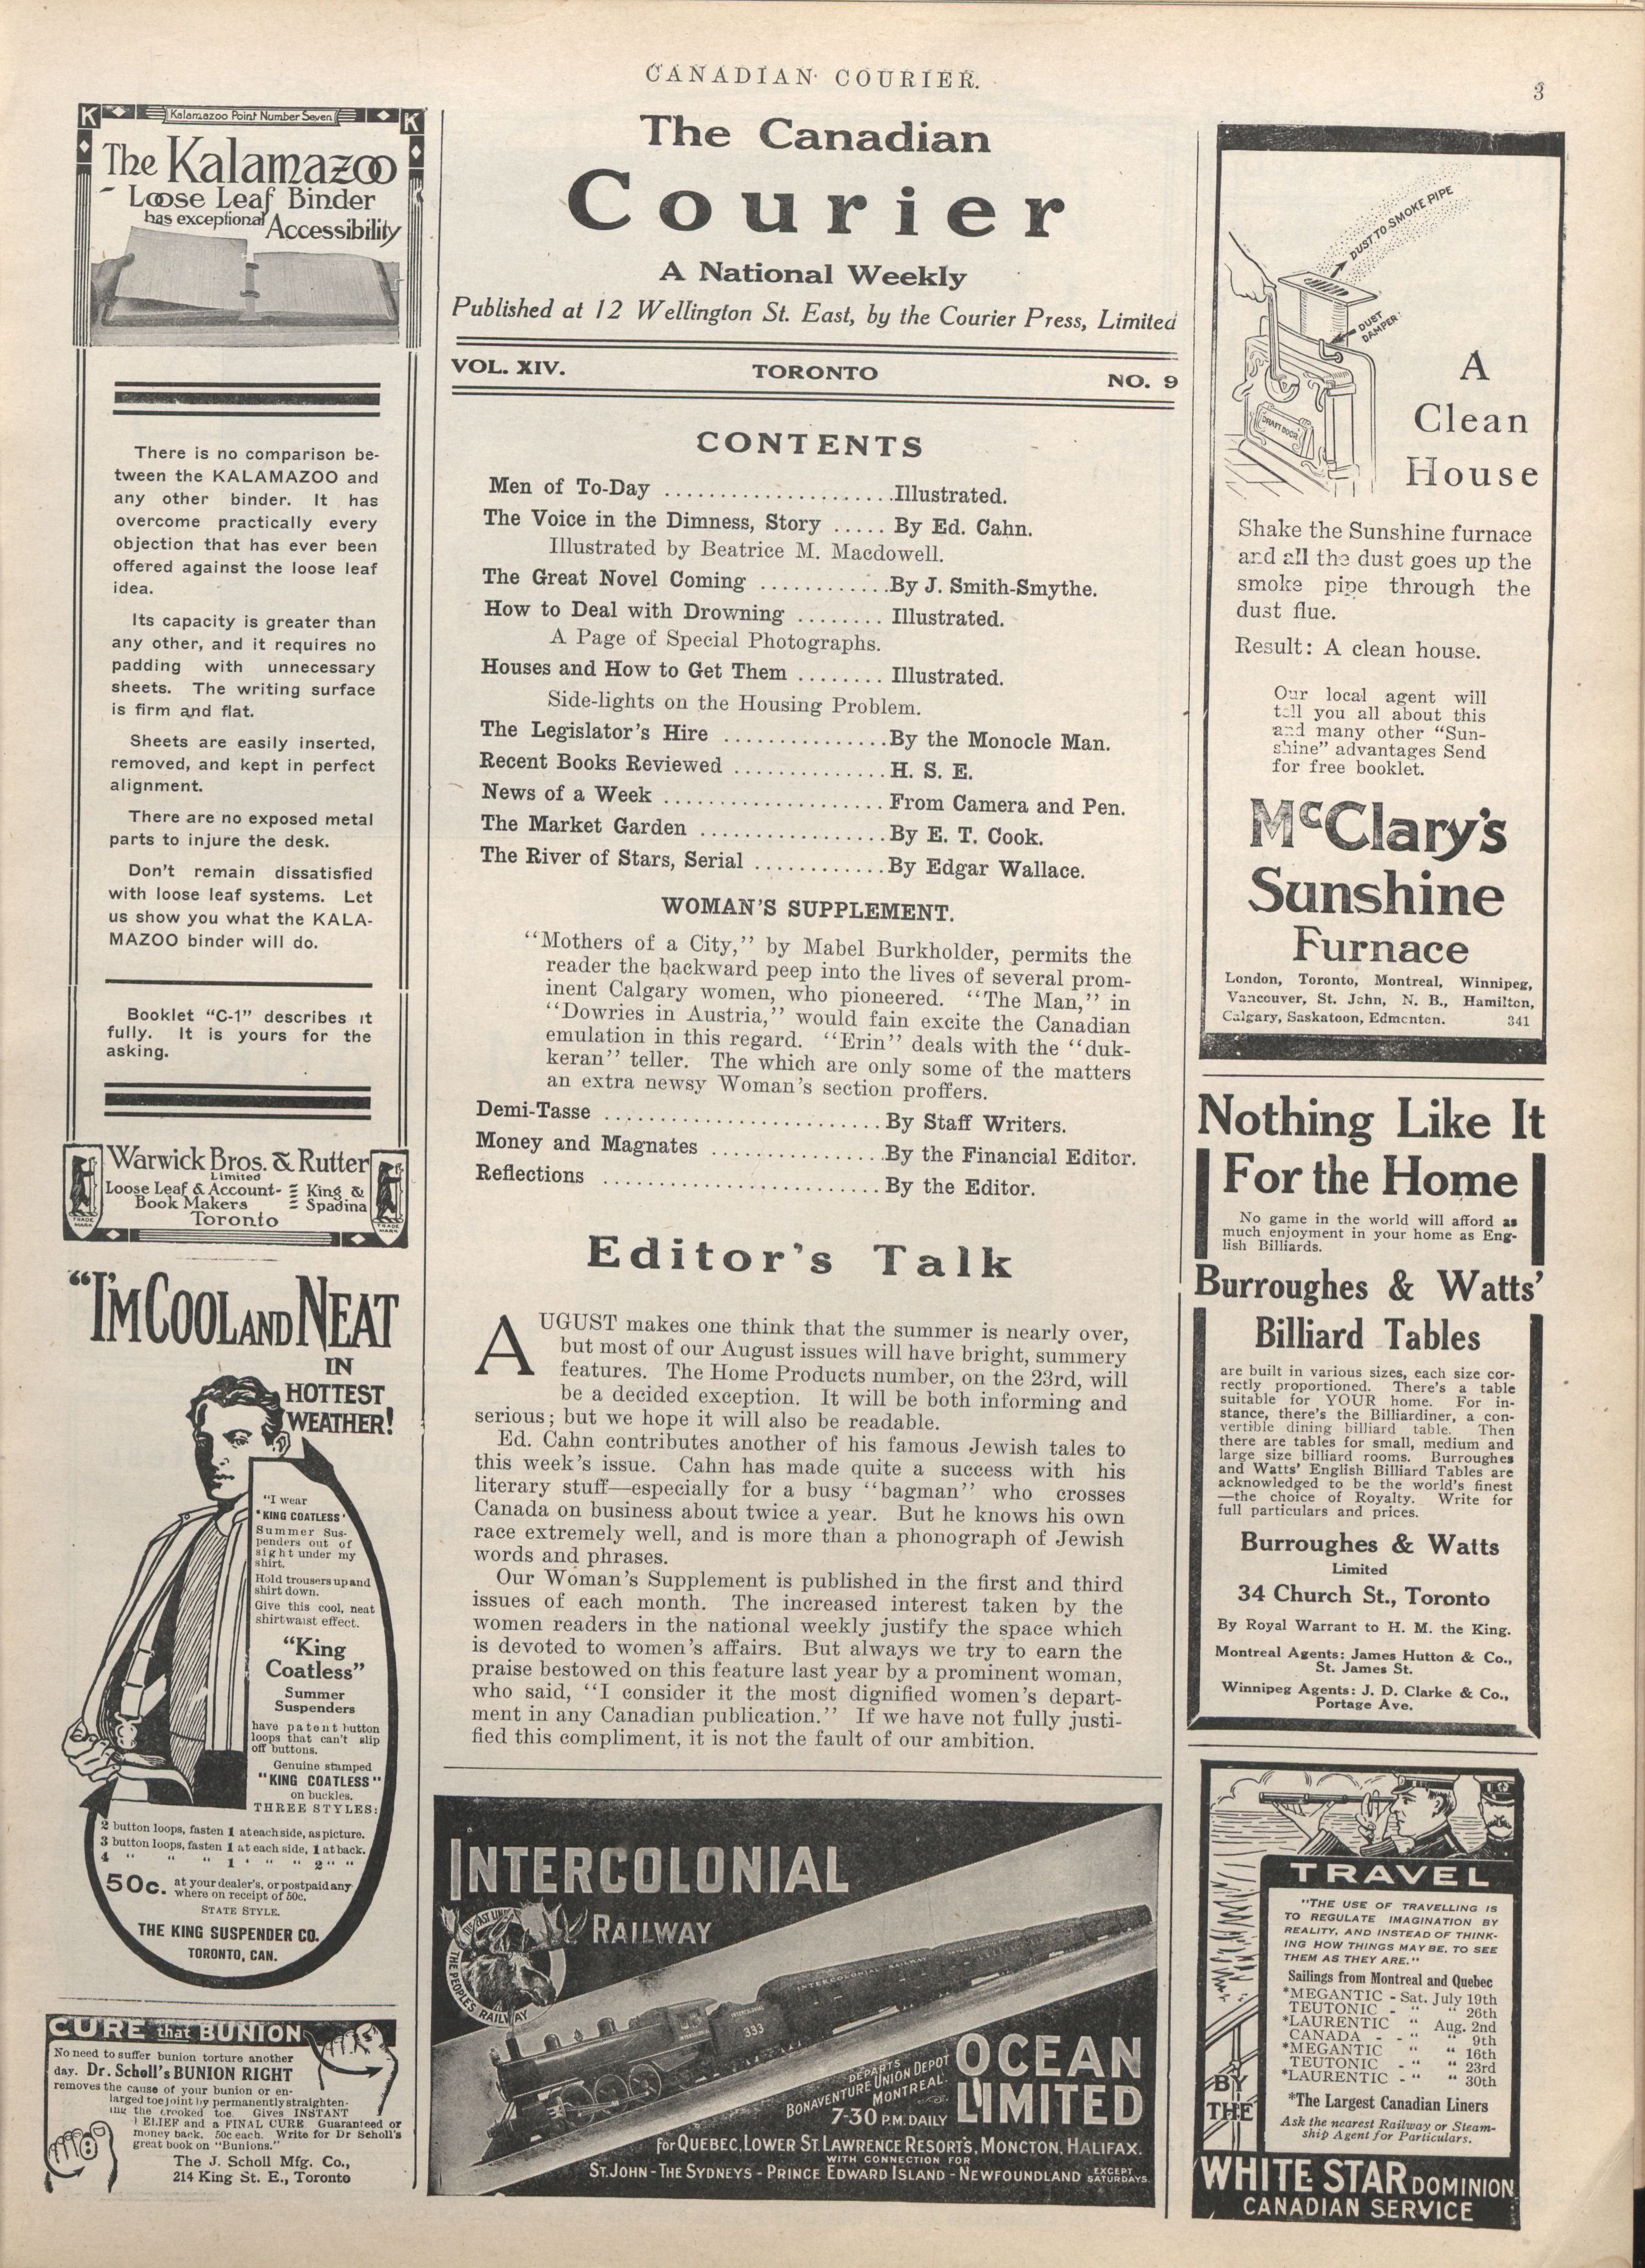 CANADIAN COURIER.
3
K
Kalamazoo Point Number Seven
K
The Kalamazoo
Loose Leaf Binder
has exceptional Accessibility
There is no comparison be-
tween the KALAMAZOO and
any other binder. It has
overcome practically every
objection that has ever been
offered against the loose leaf
idea.
Its capacity is greater than
any other, and it requires no
padding with unnecessary
sheets. The writing surface
is firm and flat.
Sheets are easily inserted,
removed, and kept in perfect
alignment.
There are no exposed metal
parts to injure the desk.
Don't remain dissatisfied
with loose leaf systems. Let
us show you what the KALA-
MAZOO binder will do.
Booklet "C-1" describes it
fully. It is yours for the
asking.
Warwick Bros. & Rutter
Limited
Loose Leaf & Account- King &
Book Makers Spadina
Toronto
TRADE MARK
TRADE MARK
"I'M COOL AND NEAT
IN
HOTTEST
WEATHER!
"I wear
"KING COATLESS"
Summer Sus-
penders out of
sight under my
shirt.
Hold trousers up and
shirt down.
Give this cool, neat
shirtwaist effect.
"King
Coatless"
Summer
Suspenders
have patent button
loops that can't slip
off buttons.
Genuine stamped
"KING COATLESS"
on buckles.
THREE STYLES:
2 button loops, fasten 1 at each side, as picture.
3 button loops, fasten 1 at each side, 1 at back.
4 " " " 1 " " " 2 " "
50c. at your dealer's, or postpaid any-
where on receipt of 50c.
STATE STYLE.
THE KING SUSPENDER CO.
TORONTO, CAN.
CURE that BUNION
No need to suffer bunion torture another
day. Dr. Scholl's BUNION RIGHT
removes the cause of your bunion or en-
larged toe joint by permanently straighten-
ing the crooked toe. Gives INSTANT
RELIEF and a FINAL CURE Guaranteed or
money back. 50c each. Write for Dr Scholl's
great book on "Bunions."
The J. Scholl Mfg. Co.,
214 King St. E., Toronto
The Canadian
Courier
A National Weekly
Published at 12 Wellington St. East, by the Courier Press, Limited
VOL. XIV. TORONTO NO. 9
CONTENTS
Men of To-Day .....................Illustrated.
The Voice in the Dimness, Story ..... By Ed. Cahn.
Illustrated by Beatrice M. Macdowell.
The Great Novel Coming ............By J. Smith-Smythe.
How to Deal with Drowning ........ Illustrated.
A Page of Special Photographs.
Houses and How to Get Them ........ Illustrated.
Side-lights on the Housing Problem.
The Legislator's Hire ...............By the Monocle Man.
Recent Books Reviewed .............. H. S. E.
News of a Week .................... From Camera and Pen.
The Market Garden .................By E. T. Cook.
The River of Stars, Serial ............By Edgar Wallace.
WOMAN'S SUPPLEMENT.
"Mothers of a City," by Mabel Burkholder, permits the
reader the backward peep into the lives of several prom-
inent Calgary women, who pioneered. "The Man," in
"Dowries in Austria," would fain excite the Canadian
emulation in this regard. "Erin" deals with the "duk-
keran" teller. The which are only some of the matters
an extra newsy Woman's section proffers.
Demi-Tasse .........................By Staff Writers.
Money and Magnates ................By the Financial Editor.
Reflections .........................By the Editor.
Editor's Talk
AUGUST makes one think that the summer is nearly over,
but most of our August issues will have bright, summery
features. The Home Products number, on the 23rd, will
be a decided exception. It will be both informing and
serious; but we hope it will also be readable.
Ed. Cahn contributes another of his famous Jewish tales to
this week's issue. Cahn has made quite a success with his
literary stuff—especially for a busy "bagman" who crosses
Canada on business about twice a year. But he knows his own
race extremely well, and is more than a phonograph of Jewish
words and phrases.
Our Woman's Supplement is published in the first and third
issues of each month. The increased interest taken by the
women readers in the national weekly justify the space which
is devoted to women's affairs. But always we try to earn the
praise bestowed on this feature last year by a prominent woman,
who said, "I consider it the most dignified women's depart-
ment in any Canadian publication." If we have not fully justi-
fied this compliment, it is not the fault of our ambition.
INTERCOLONIAL
RAILWAY
THE FAST LINE
THE PEOPLE'S RAILWAY
INTERCOLONIAL RAILWAY
INTERCOLONIAL
333
DEPARTS
BONAVENTURE UNION DEPOT
MONTREAL.
7-30 P.M. DAILY
OCEAN
LIMITED
for QUEBEC, LOWER ST. LAWRENCE RESORTS, MONCTON, HALIFAX.
WITH CONNECTION FOR
ST. JOHN - THE SYDNEYS - PRINCE EDWARD ISLAND - NEWFOUNDLAND EXCEPT SATURDAYS.
DUST TO SMOKE PIPE
DUST
DAMPER
DRAFT DOOR
A
Clean
House
Shake the Sunshine furnace
and all the dust goes up the
smoke pipe through the
dust flue.
Result: A clean house.
Our local agent will
tell you all about this
and many other "Sun-
shine" advantages Send
for free booklet.
McClary's
Sunshine
Furnace
London, Toronto, Montreal, Winnipeg,
Vancouver, St. John, N. B., Hamilton,
Calgary, Saskatoon, Edmonton. 341
Nothing Like It
For the Home
No game in the world will afford as
much enjoyment in your home as Eng-
lish Billiards.
Burroughes & Watts'
Billiard Tables
are built in various sizes, each size cor-
rectly proportioned. There's a table
suitable for YOUR home. For in-
stance, there's the Billiardiner, a con-
vertible dining billiard table. Then
there are tables for small, medium and
large size billiard rooms. Burroughes
and Watts' English Billiard Tables are
acknowledged to be the world's finest
—the choice of Royalty. Write for
full particulars and prices.
Burroughes & Watts
Limited
34 Church St., Toronto
By Royal Warrant to H. M. the King.
Montreal Agents: James Hutton & Co.,
St. James St.
Winnipeg Agents: J. D. Clarke & Co.,
Portage Ave.
TRAVEL
"THE USE OF TRAVELLING IS
TO REGULATE IMAGINATION BY
REALITY, AND INSTEAD OF THINK-
ING HOW THINGS MAY BE, TO SEE
THEM AS THEY ARE."
Sailings from Montreal and Quebec
*MEGANTIC - Sat. July 19th
TEUTONIC - " " 26th
*LAURENTIC " Aug. 2nd
CANADA - - " " 9th
*MEGANTIC " " 16th
TEUTONIC - " " 23rd
*LAURENTIC - " " 30th
*The Largest Canadian Liners
Ask the nearest Railway or Steam-
ship Agent for Particulars.
BY
THE
WHITE STAR DOMINION
CANADIAN SERVICE